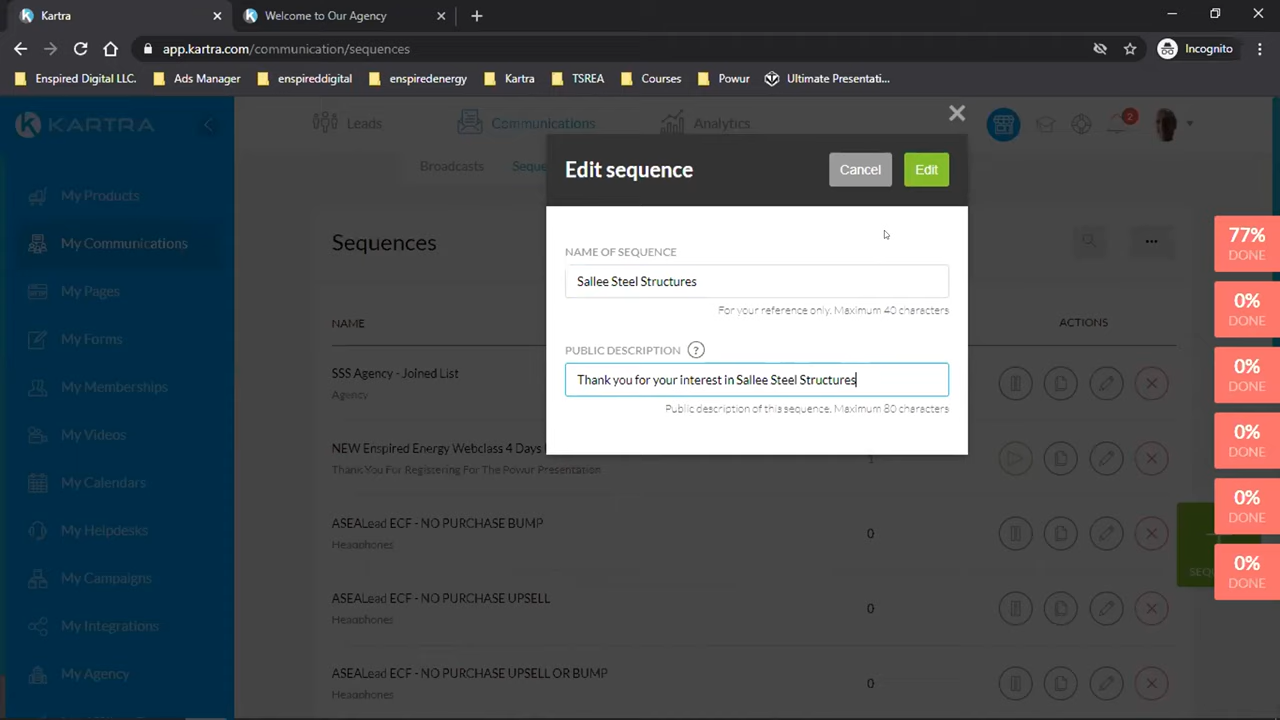 Kartra
Welcome to Our Agency
app.kartra.com/communication/sequences
Incognito
Enspired Digital LLC.
Ads Manager
enspireddigital
enspiredenergy
Kartra
TSREA
Courses
Powur
Ultimate Presentati...
KARTRA
Leads
Communications
Analytics
2
Broadcasts
My Products
My Communications
My Pages
My Forms
My Memberships
My Videos
My Calendars
My Helpdesks
My Campaigns
My Integrations
My Agency
Edit sequence
Cancel
Edit
NAME OF SEQUENCE
Sallee Steel Structures
For your reference only. Maximum 40 characters
PUBLIC DESCRIPTION ?
Thank you for your interest in Sallee Steel Structures
Public description of this sequence. Maximum 80 characters
Sequences
NAME
ACTIONS
SSS Agency - Joined List
Agency
NEW Enspired Energy Webclass 4 Days
Thank You For Registering For The Powur Presentation
ASEALead ECF - NO PURCHASE BUMP
0
Headphones
ASEALead ECF - NO PURCHASE UPSELL
0
Headphones
ASEALead ECF - NO PURCHASE UPSELL OR BUMP
0
Headphones
77%
DONE
0%
DONE
0%
DONE
0%
DONE
0%
DONE
0%
DONE